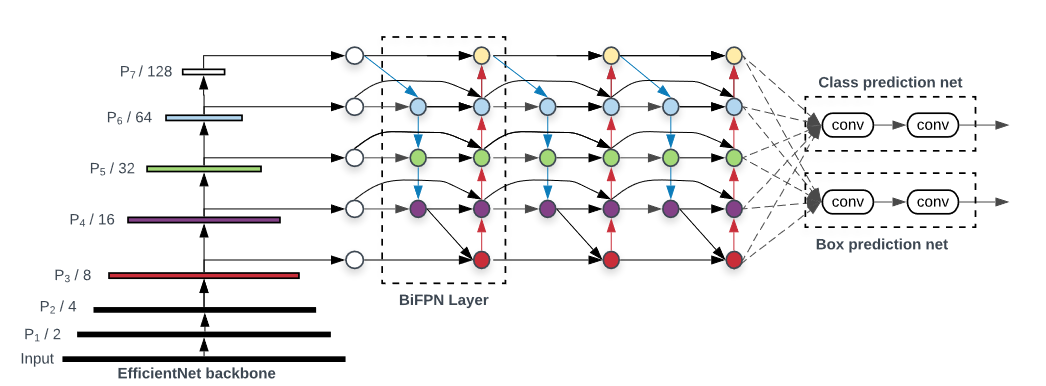 P7 / 128
P6 / 64
P5 / 32
P4 / 16
P3 / 8
P2 / 4
P1 / 2
Input
EfficientNet backbone
BiFPN Layer
Class prediction net
conv conv
conv conv
Box prediction net